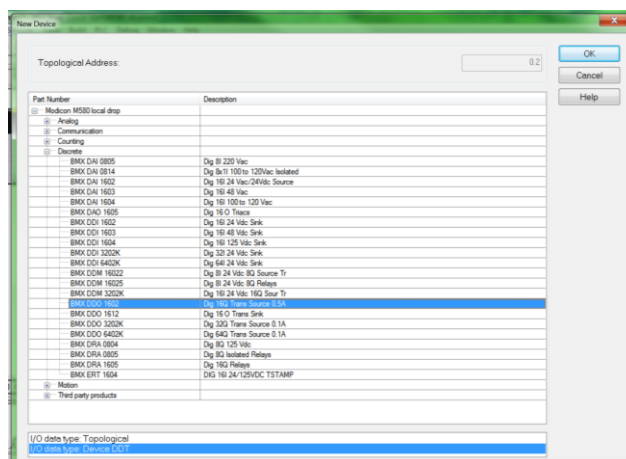 New Device
Topological Address:
0.2
OK
Cancel
Help
Part Number Description
Modicon M580 local drop
Analog
Communication
Counting
Discrete
BMX DAI 0805 Dig 8I 220 Vac
BMX DAI 0814 Dig 8x1I 100 to 120Vac Isolated
BMX DAI 1602 Dig 16I 24 Vac/24Vdc Source
BMX DAI 1603 Dig 16I 48 Vac
BMX DAI 1604 Dig 16I 100 to 120 Vac
BMX DAO 1605 Dig 16 O Triacs
BMX DDI 1602 Dig 16I 24 Vdc Sink
BMX DDI 1603 Dig 16I 48 Vdc Sink
BMX DDI 1604 Dig 16I 125 Vdc Sink
BMX DDI 3202K Dig 32I 24 Vdc Sink
BMX DDI 6402K Dig 64I 24 Vdc Sink
BMX DDM 16022 Dig 8I 24 Vdc 8Q Source Tr
BMX DDM 16025 Dig 8I 24 Vdc 8Q Relays
BMX DDM 3202K Dig 16I 24 Vdc 16Q Sour Tr
BMX DDO 1602 Dig 16Q Trans Source 0.5A
BMX DDO 1612 Dig 16 O Trans Sink
BMX DDO 3202K Dig 32Q Trans Source 0.1A
BMX DDO 6402K Dig 64Q Trans Source 0.1A
BMX DRA 0804 Dig 8Q 125 Vdc
BMX DRA 0805 Dig 8Q Isolated Relays
BMX DRA 1605 Dig 16Q Relays
BMX ERT 1604 DIG 16I 24/125VDC TSTAMP
Motion
Third party products
I/O data type: Topological
I/O data type: Device DDT